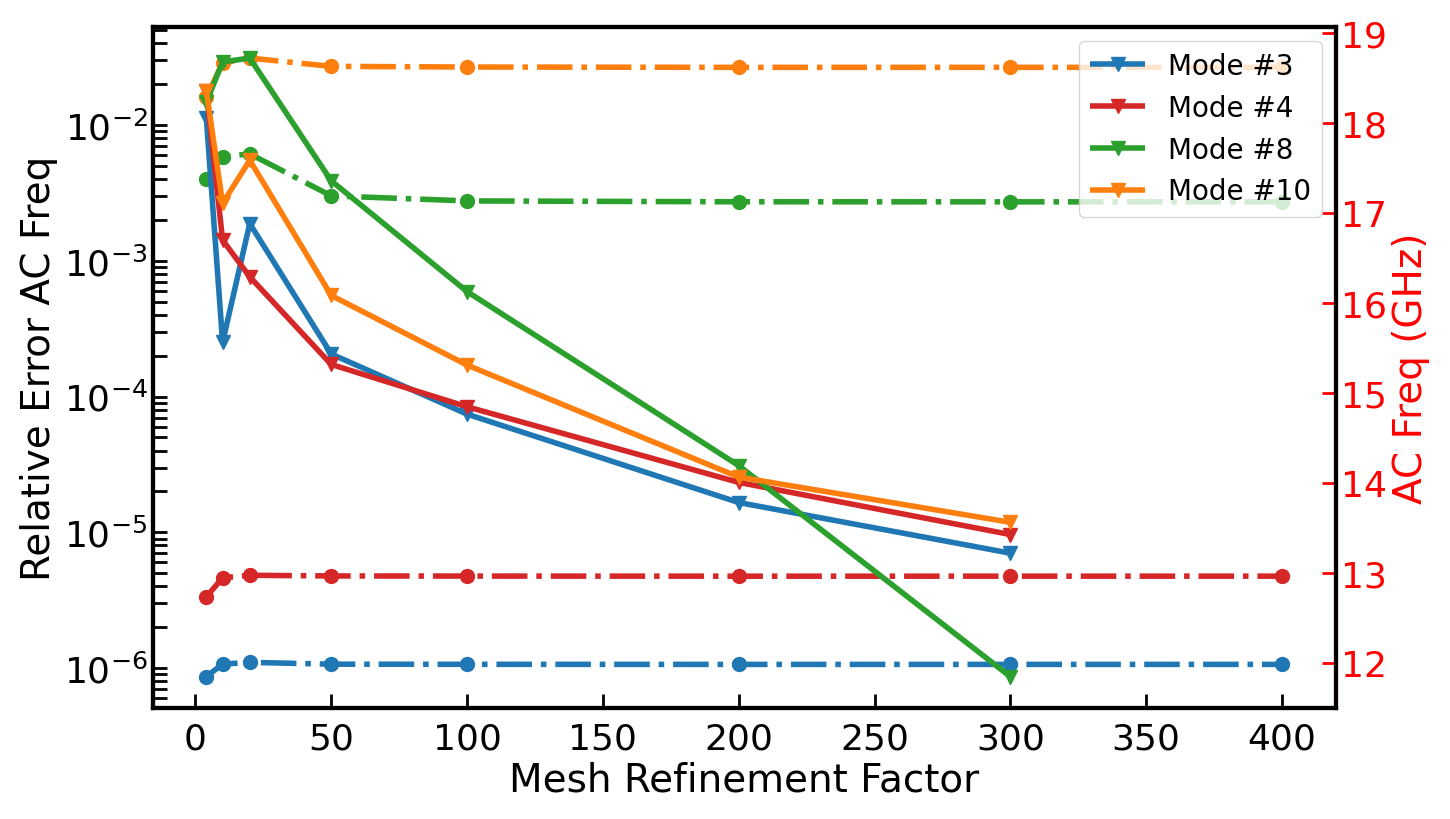 Relative Error AC Freq
10⁻²
10⁻³
10⁻⁴
10⁻⁵
10⁻⁶
Mode #3
Mode #4
Mode #8
Mode #10
19
18
17
16
15
14
13
12
AC Freq (GHz)
0 50 100 150 200 250 300 350 400
Mesh Refinement Factor